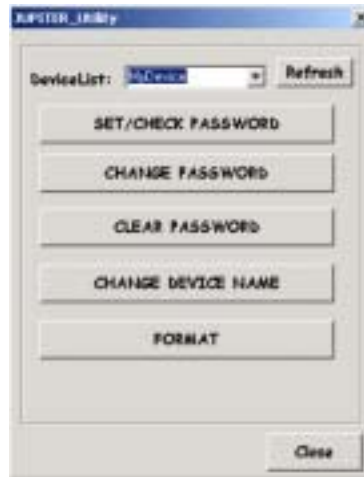 JUPITER_Utility
DeviceList: MyDevice Refresh
SET/CHECK PASSWORD
CHANGE PASSWORD
CLEAR PASSWORD
CHANGE DEVICE NAME
FORMAT
Close